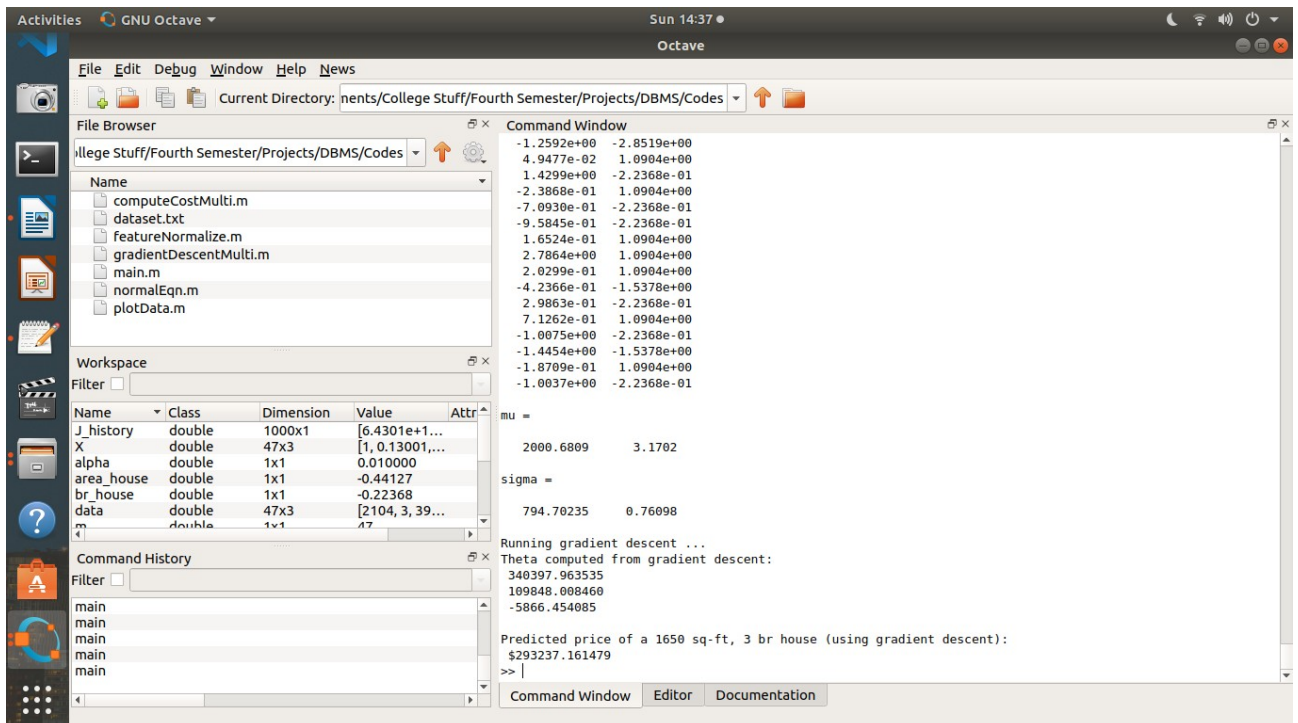 Activities GNU Octave Sun 14:37
Octave
File Edit Debug Window Help News
Current Directory: nents/College Stuff/Fourth Semester/Projects/DBMS/Codes
File Browser
llege Stuff/Fourth Semester/Projects/DBMS/Codes
Name
computeCostMulti.m
dataset.txt
featureNormalize.m
gradientDescentMulti.m
main.m
normalEqn.m
plotData.m
Workspace
Filter
Name Class Dimension Value Attr
J_history double 1000x1 [6.4301e+1...
X double 47x3 [1, 0.13001,...
alpha double 1x1 0.010000
area_house double 1x1 -0.44127
br_house double 1x1 -0.22368
data double 47x3 [2104, 3, 39...
m double 1x1 47
Command History
Filter
main
main
main
main
main
Command Window
-1.2592e+00 -2.8519e+00
4.9477e-02 1.0904e+00
1.4299e+00 -2.2368e-01
-2.3868e-01 1.0904e+00
-7.0930e-01 -2.2368e-01
-9.5845e-01 -2.2368e-01
1.6524e-01 1.0904e+00
2.7864e+00 1.0904e+00
2.0299e-01 1.0904e+00
-4.2366e-01 -1.5378e+00
2.9863e-01 -2.2368e-01
7.1262e-01 1.0904e+00
-1.0075e+00 -2.2368e-01
-1.4454e+00 -1.5378e+00
-1.8709e-01 1.0904e+00
-1.0037e+00 -2.2368e-01
mu =
2000.6809 3.1702
sigma =
794.70235 0.76098
Running gradient descent ...
Theta computed from gradient descent:
340397.963535
109848.008460
-5866.454085
Predicted price of a 1650 sq-ft, 3 br house (using gradient descent):
$293237.161479
>>
Command Window Editor Documentation